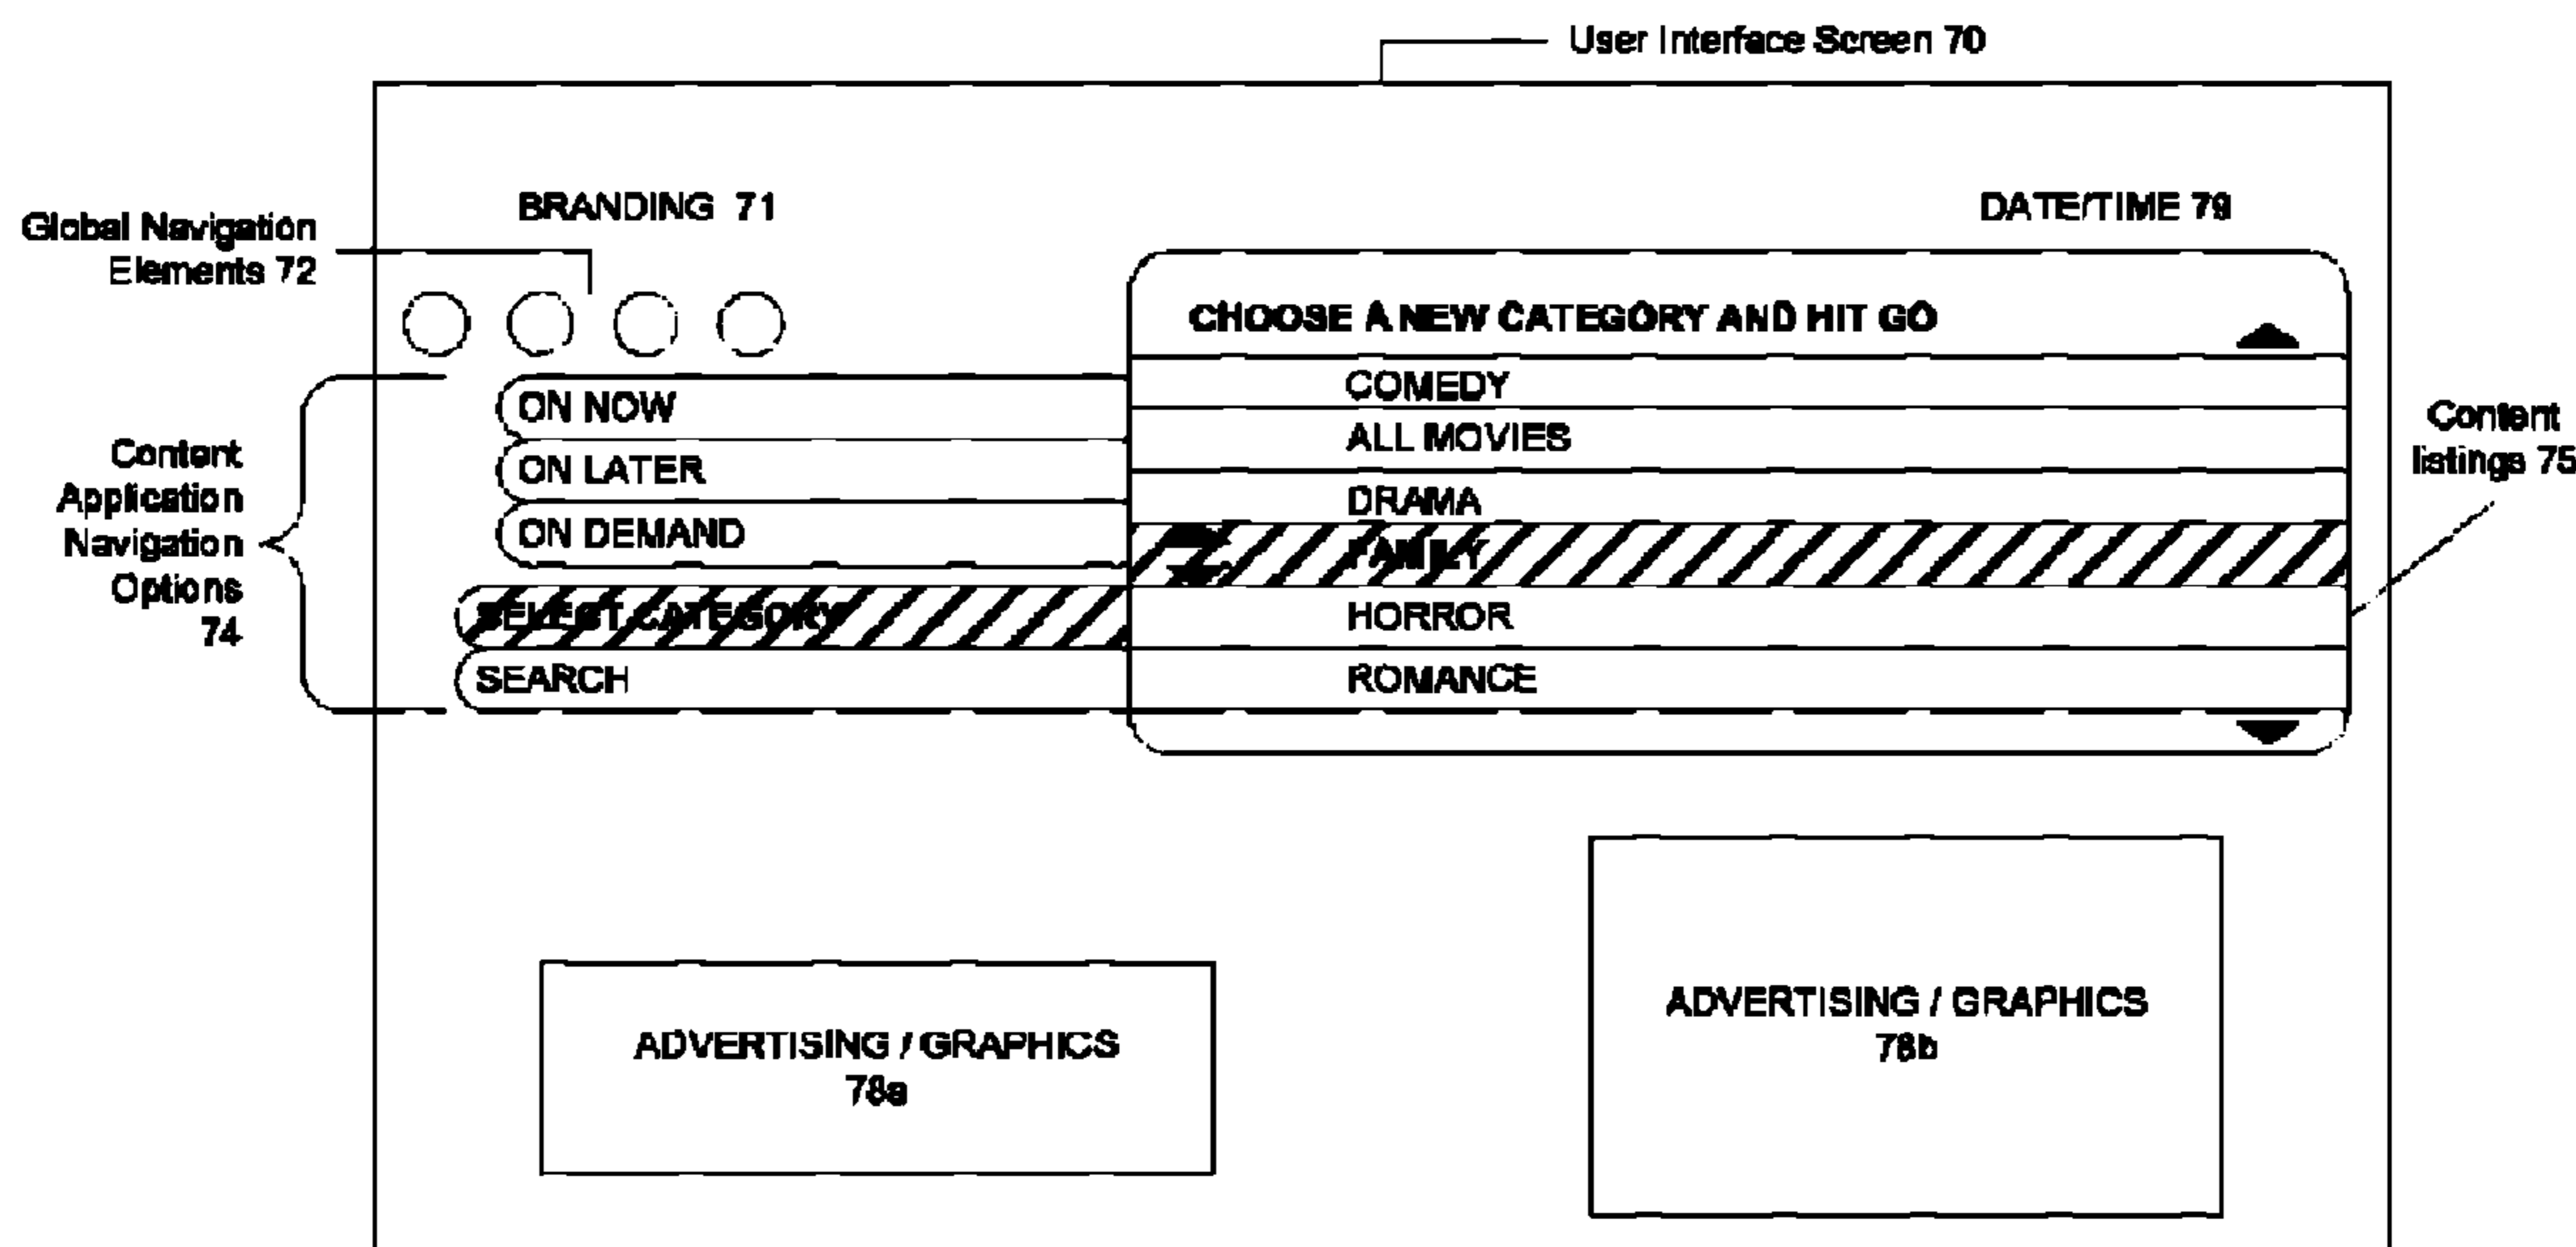 User Interface Screen 70
BRANDING 71
DATE/TIME 79
Global Navigation
Elements 72
CHOOSE A NEW CATEGORY AND HIT GO
Content
Application
Navigation
Options
74
ON NOW
ON LATER
ON DEMAND
SELECT CATEGORY
SEARCH
COMEDY
ALL MOVIES
DRAMA
FAMILY
HORROR
ROMANCE
Content
listings 75
ADVERTISING / GRAPHICS
78a
ADVERTISING / GRAPHICS
78b